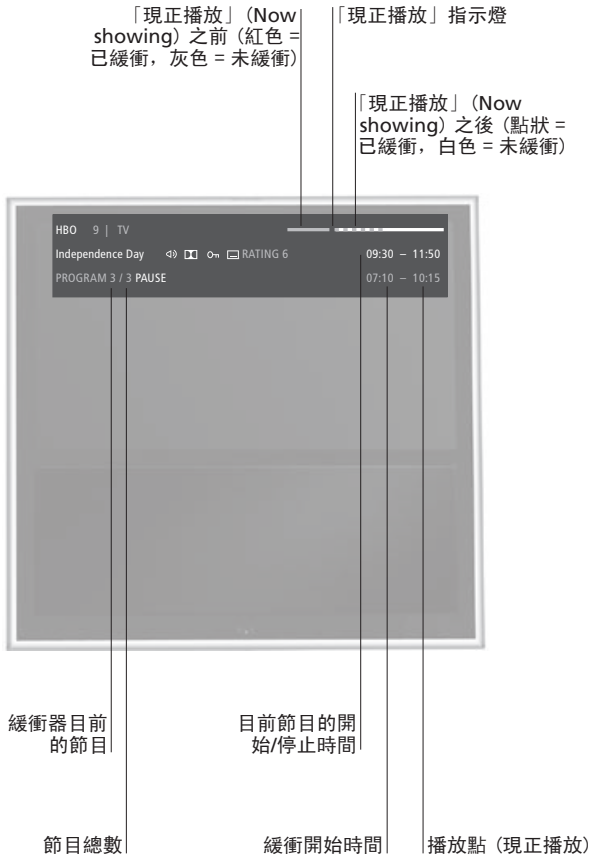 「現正播放」(Now
showing) 之前 (紅色 =
已緩衝，灰色 = 未緩衝)
「現正播放」指示燈
「現正播放」(Now
showing) 之後 (點狀 =
已緩衝，白色 = 未緩衝)
HBO 9 | TV
Independence Day RATING 6 09:30 – 11:50
PROGRAM 3 / 3 PAUSE 07:10 – 10:15
緩衝器目前
的節目
目前節目的開
始/停止時間
節目總數
緩衝開始時間
播放點 (現正播放)